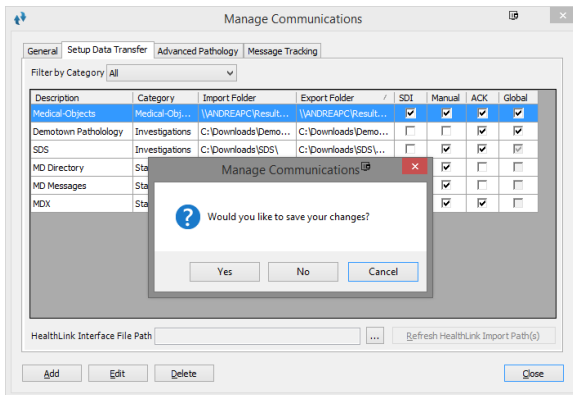 Manage Communications
General Setup Data Transfer Advanced Pathology Message Tracking
Filter by Category All
Description Category Import Folder Export Folder / SDI Manual ACK Global
Medical-Objects Medical-Obj... \\ANDREAPC\Result... \\ANDREAPC\Result...
Demotown Patholology Investigations C:\Downloads\Demo... C:\Downloads\Demo...
SDS Investigations C:\Downloads\SDS\ C:\Downloads\SDS\...
MD Directory Sta
MD Messages Sta
MDX Sta
Manage Communications
Would you like to save your changes?
Yes No Cancel
HealthLink Interface File Path ... Refresh HealthLink Import Path(s)
Add Edit Delete Close